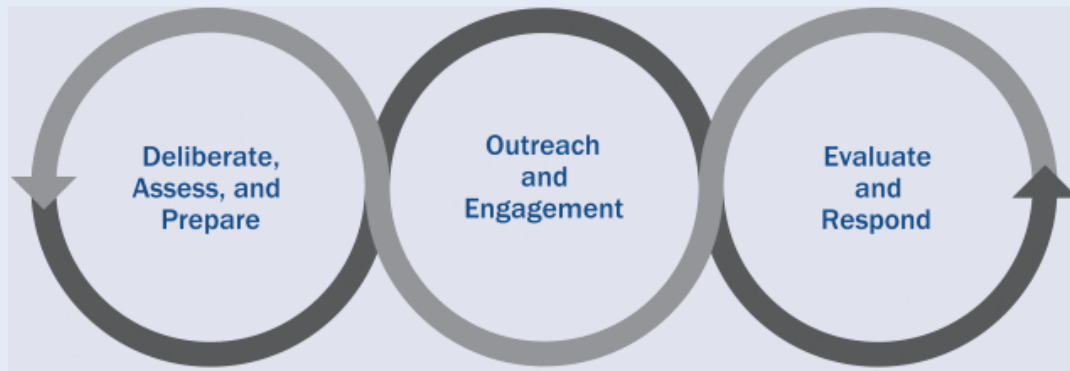 Deliberate,
Assess, and
Prepare
Outreach
and
Engagement
Evaluate
and
Respond